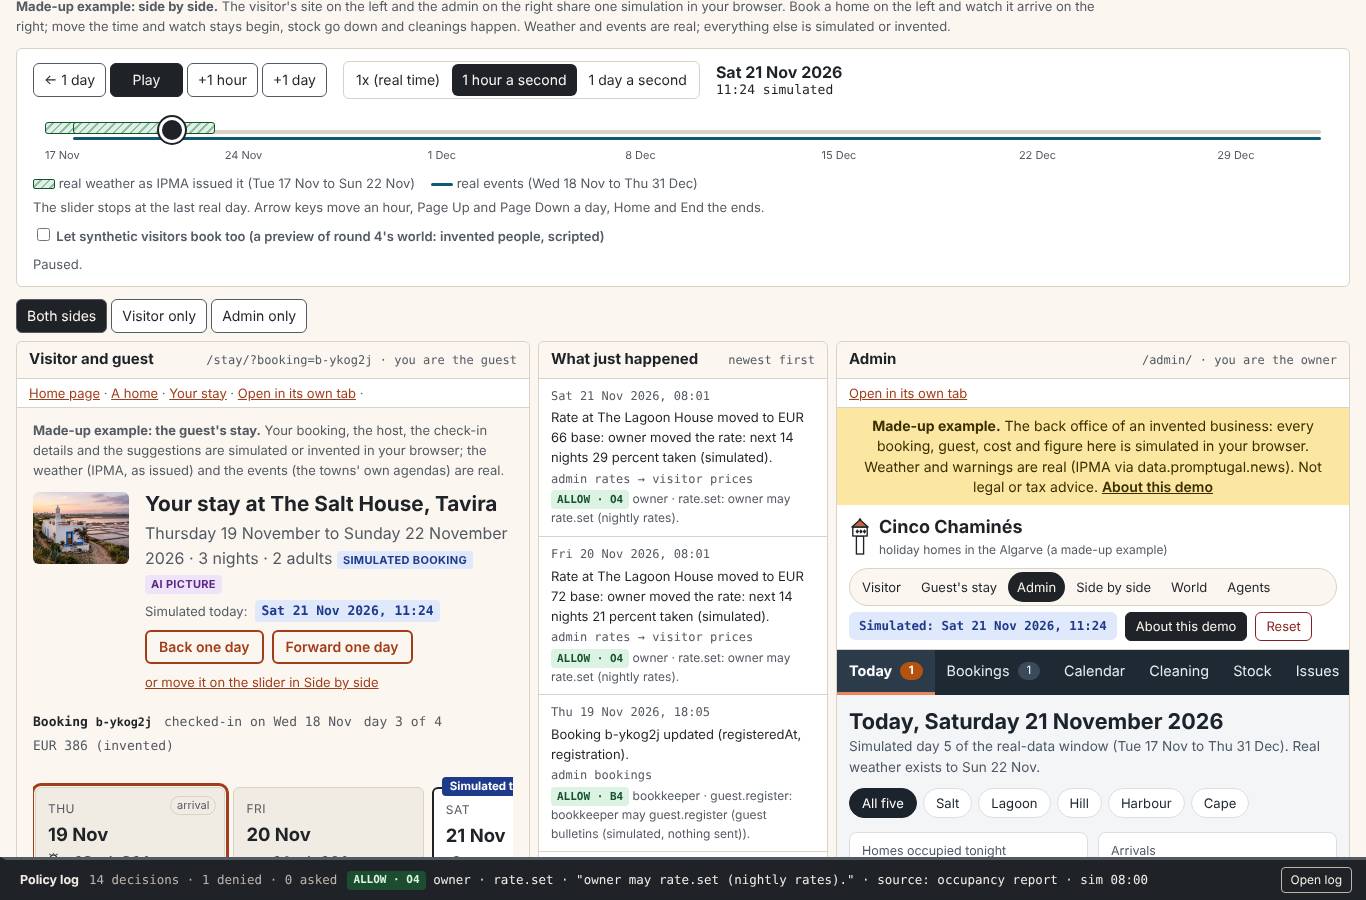 Made-up example: side by side. The visitor's site on the left and the admin on the right share one simulation in your browser. Book a home on the left and watch it arrive on the
right; move the time and watch stays begin, stock go down and cleanings happen. Weather and events are real; everything else is simulated or invented.
← 1 day
Play
+1 hour
+1 day
1x (real time)
1 hour a second
1 day a second
Sat 21 Nov 2026
11:24 simulated
17 Nov
24 Nov
1 Dec
8 Dec
15 Dec
22 Dec
29 Dec
real weather as IPMA issued it (Tue 17 Nov to Sun 22 Nov)
real events (Wed 18 Nov to Thu 31 Dec)
The slider stops at the last real day. Arrow keys move an hour, Page Up and Page Down a day, Home and End the ends.
Let synthetic visitors book too (a preview of round 4's world: invented people, scripted)
Paused.
Both sides
Visitor only
Admin only
Visitor and guest
/stay/?booking=b-ykog2j · you are the guest
Home page · A home · Your stay · Open in its own tab ·
Made-up example: the guest's stay. Your booking, the host, the check-in
details and the suggestions are simulated or invented in your browser; the
weather (IPMA, as issued) and the events (the towns' own agendas) are real.
Your stay at The Salt House, Tavira
Thursday 19 November to Sunday 22 November
2026 · 3 nights · 2 adults SIMULATED BOOKING
AI PICTURE
Simulated today: Sat 21 Nov 2026, 11:24
Back one day
Forward one day
or move it on the slider in Side by side
Booking b-ykog2j checked-in on Wed 18 Nov day 3 of 4
EUR 386 (invented)
THU
arrival
19 Nov
FRI
20 Nov
Simulated t
SAT
21 Nov
What just happened
newest first
Sat 21 Nov 2026, 08:01
Rate at The Lagoon House moved to EUR
66 base: owner moved the rate: next 14
nights 29 percent taken (simulated).
admin rates → visitor prices
ALLOW · O4 owner · rate.set: owner may
rate.set (nightly rates).
Fri 20 Nov 2026, 08:01
Rate at The Lagoon House moved to EUR
72 base: owner moved the rate: next 14
nights 21 percent taken (simulated).
admin rates → visitor prices
ALLOW · O4 owner · rate.set: owner may
rate.set (nightly rates).
Thu 19 Nov 2026, 18:05
Booking b-ykog2j updated (registeredAt,
registration).
admin bookings
ALLOW · B4 bookkeeper · guest.register:
bookkeeper may guest.register (guest
bulletins (simulated, nothing sent)).
Admin
/admin/ · you are the owner
Open in its own tab
Made-up example. The back office of an invented business: every
booking, guest, cost and figure here is simulated in your browser.
Weather and warnings are real (IPMA via data.promptugal.news). Not
legal or tax advice. About this demo
Cinco Chaminés
holiday homes in the Algarve (a made-up example)
Visitor
Guest's stay
Admin
Side by side
World
Agents
Simulated: Sat 21 Nov 2026, 11:24
About this demo
Reset
Today 1
Bookings 1
Calendar
Cleaning
Stock
Issues
Today, Saturday 21 November 2026
Simulated day 5 of the real-data window (Tue 17 Nov to Thu 31 Dec). Real
weather exists to Sun 22 Nov.
All five
Salt
Lagoon
Hill
Harbour
Cape
Homes occupied tonight
Arrivals
Policy log 14 decisions · 1 denied · 0 asked ALLOW · O4 owner · rate.set · "owner may rate.set (nightly rates)." · source: occupancy report · sim 08:00
Open log